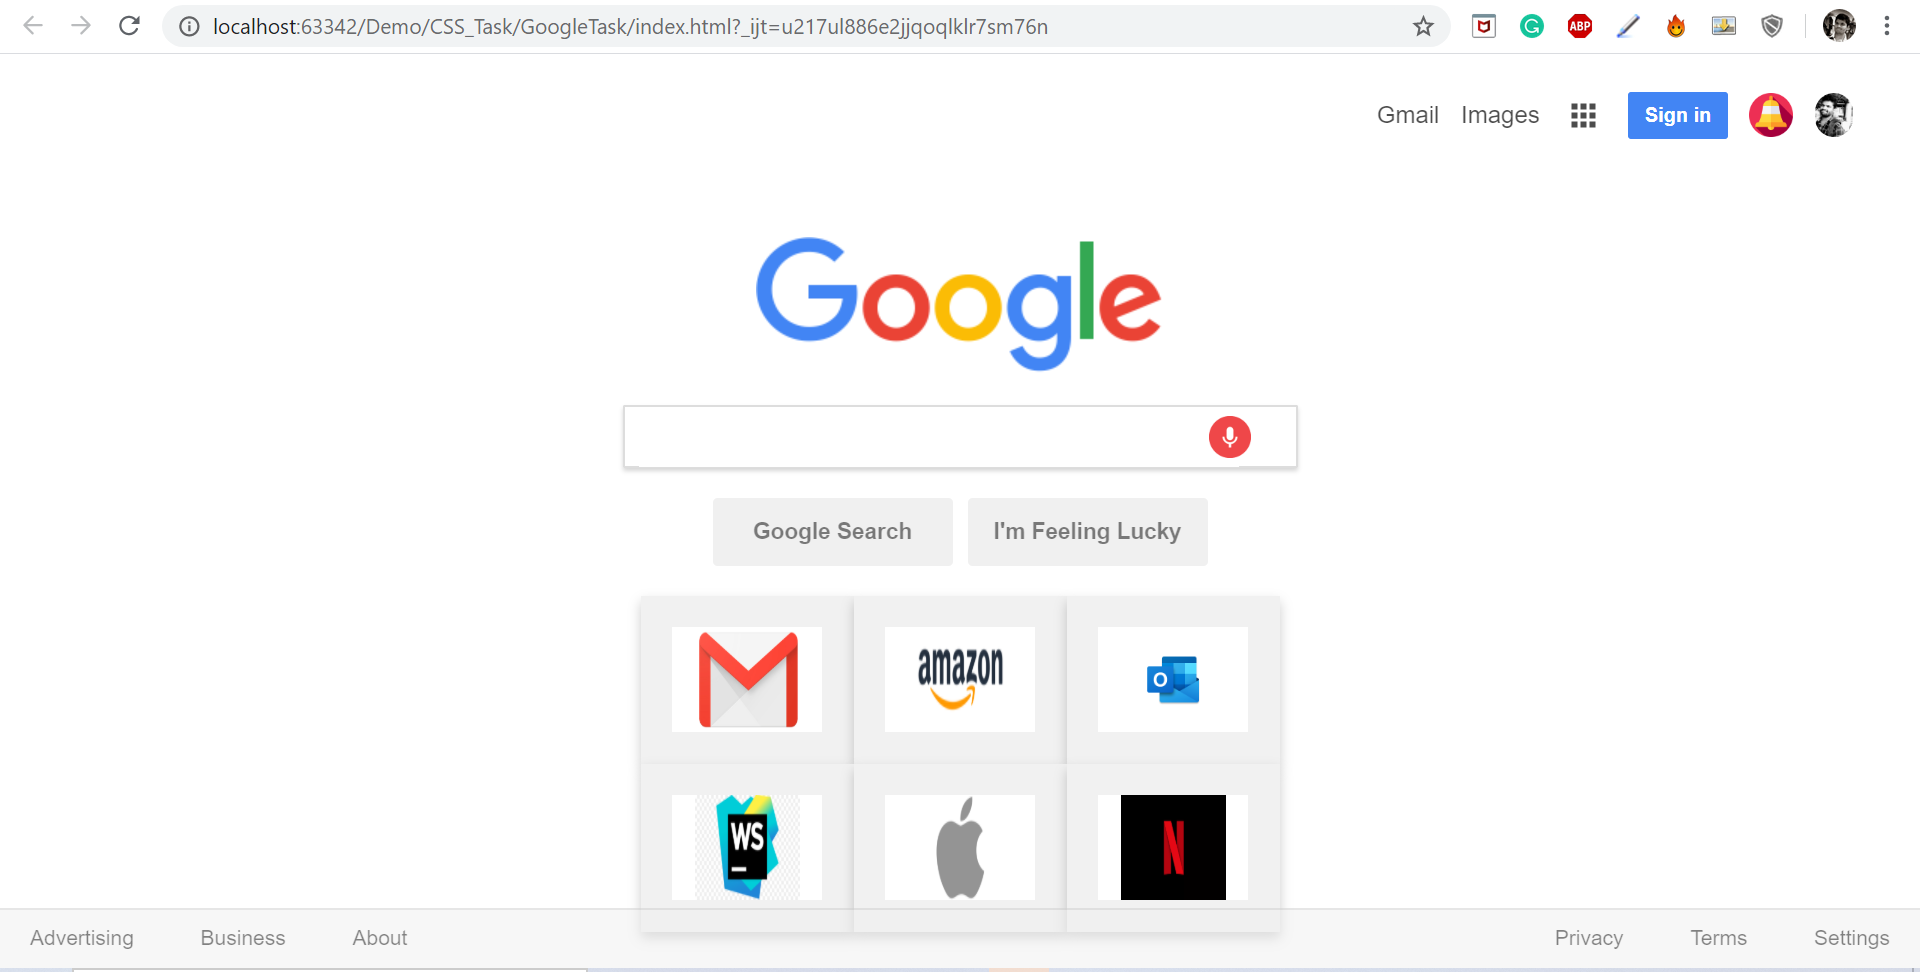 localhost:63342/Demo/CSS_Task/GoogleTask/index.html?_ijt=u217ul886e2jjqoqlklr7sm76n
ABP
Gmail Images Sign in
Google
Google Search I'm Feeling Lucky
amazon
O
WS
N
Advertising Business About Privacy Terms Settings